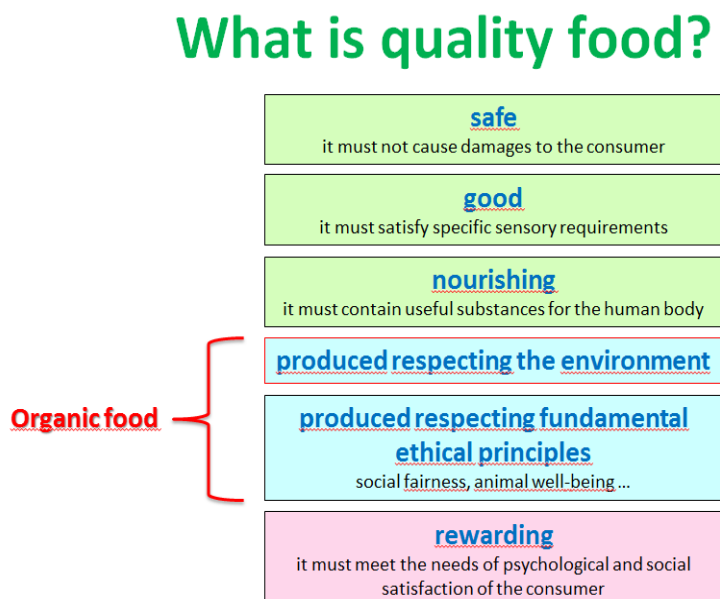 What is quality food?
safe
it must not cause damages to the consumer
good
it must satisfy specific sensory requirements
nourishing
it must contain useful substances for the human body
produced respecting the environment
Organic food
produced respecting fundamental
ethical principles
social fairness, animal well-being ...
rewarding
it must meet the needs of psychological and social
satisfaction of the consumer